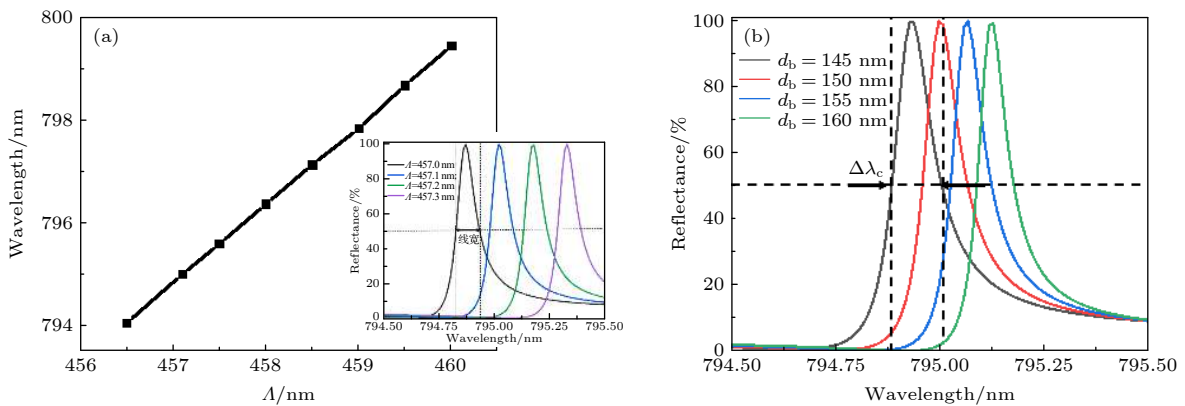 (a)
800
798
796
794
Wavelength/nm
456
457
458
459
460
Λ/nm
Λ=457.0 nm
Λ=457.1 nm
Λ=457.2 nm
Λ=457.3 nm
100
80
60
40
20
0
Reflectance/%
线宽
794.50
794.75
795.00
795.25
795.50
Wavelength/nm
(b)
100
80
60
40
20
0
Reflectance/%
d_b = 145 nm
d_b = 150 nm
d_b = 155 nm
d_b = 160 nm
Δλ_c
794.50
794.75
795.00
795.25
795.50
Wavelength/nm